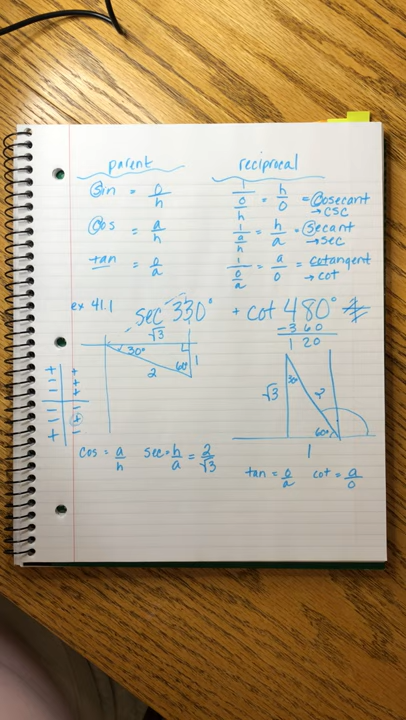 parent reciprocal
Sin = o/h 1/(o/h) = h/o = Cosecant → csc
Cos = a/h 1/(a/h) = h/a = Secant → sec
tan = o/a 1/(o/a) = a/o = cotangent → cot
ex 41.1 sec 330° + cot 480°
- 360
120
√3
30° 60° 1
2
+ +
- +
- +
- -
- +
+ -
√3 30° 2
60°
1
cos = a/h sec = h/a = 2/√3
tan = o/a cot = a/o